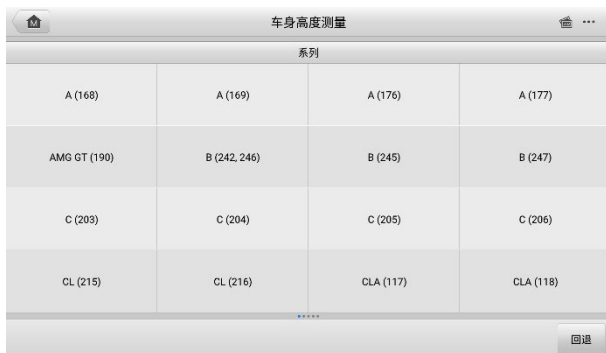 车身高度测量
系列
A (168) A (169) A (176) A (177)
AMG GT (190) B (242, 246) B (245) B (247)
C (203) C (204) C (205) C (206)
CL (215) CL (216) CLA (117) CLA (118)
回退